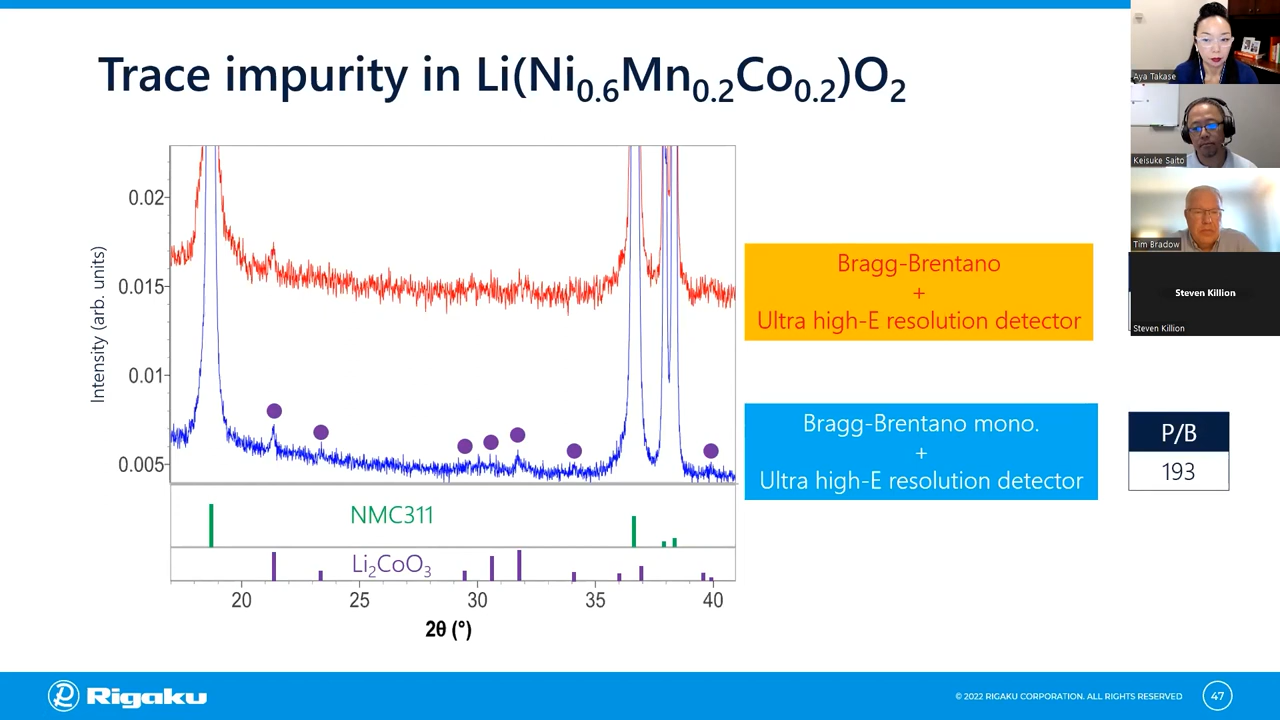 Trace impurity in Li(Ni0.6Mn0.2Co0.2)O2
Aya Takase
Keisuke Saito
Tim Bradow
Steven Killion
Steven Killion
Intensity (arb. units)
0.02
0.015
0.01
0.005
Bragg-Brentano
+
Ultra high-E resolution detector
Bragg-Brentano mono.
+
Ultra high-E resolution detector
P/B
193
NMC311
Li2CoO3
20
25
30
35
40
2θ (°)
Rigaku
© 2022 RIGAKU CORPORATION. ALL RIGHTS RESERVED
47